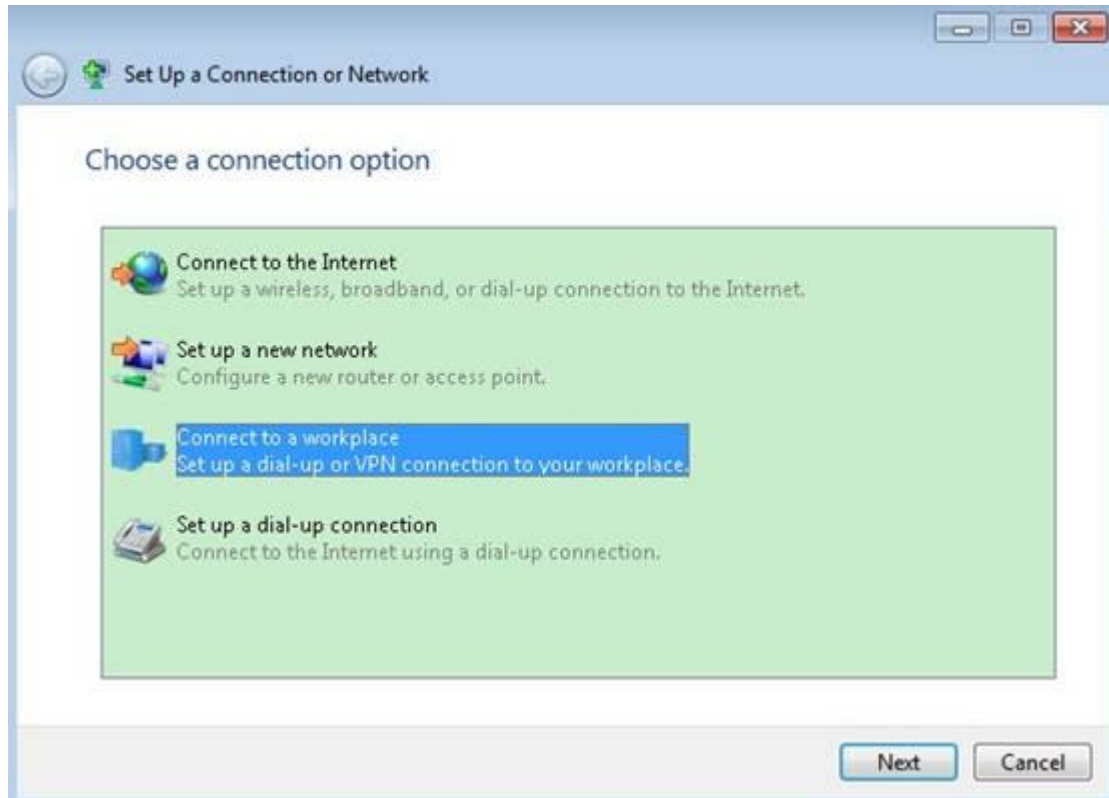 Set Up a Connection or Network
Choose a connection option
Connect to the Internet
Set up a wireless, broadband, or dial-up connection to the Internet.
Set up a new network
Configure a new router or access point.
Connect to a workplace
Set up a dial-up or VPN connection to your workplace.
Set up a dial-up connection
Connect to the Internet using a dial-up connection.
Next
Cancel